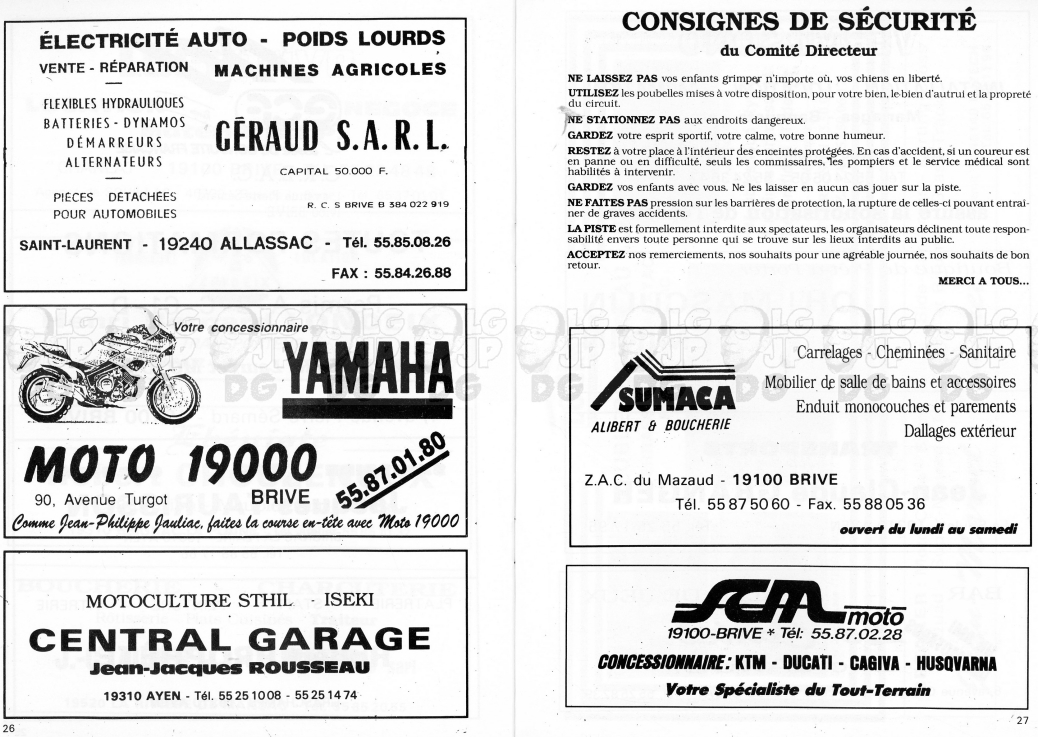 ÉLECTRICITÉ AUTO - POIDS LOURDS
VENTE - RÉPARATION
MACHINES AGRICOLES
FLEXIBLES HYDRAULIQUES
BATTERIES - DYNAMOS
DÉMARREURS
ALTERNATEURS
GÉRAUD S.A.R.L.
CAPITAL 50.000 F.
PIÈCES DETACHÉES
POUR AUTOMOBILES
R. C. S BRIVE B 384 022 919
SAINT-LAURENT - 19240 ALLASSAC - Tél. 55.85.08.26
FAX : 55.84.26.88
Votre concessionnaire
YAMAHA
MOTO 19000
55.87.01.80
90, Avenue Turgot
BRIVE
Comme Jean-Philippe Jauliac, faites la course en-tête avec Moto 19000
MOTOCULTURE STHIL - ISEKI
CENTRAL GARAGE
Jean-Jacques ROUSSEAU
19310 AYEN - Tél. 55 25 10 08 - 55 25 14 74
26
CONSIGNES DE SÉCURITÉ
du Comité Directeur
NE LAISSEZ PAS vos enfants grimper n'importe où, vos chiens en liberté.
UTILISEZ les poubelles mises à votre disposition, pour votre bien, le bien d'autrui et la propreté
du circuit.
NE STATIONNEZ PAS aux endroits dangereux.
GARDEZ votre esprit sportif, votre calme, votre bonne humeur.
RESTEZ à votre place à l'intérieur des enceintes protégées. En cas d'accident, si un coureur est
en panne ou en difficulté, seuls les commissaires, les pompiers et le service médical sont
habilités à intervenir.
GARDEZ vos enfants avec vous. Ne les laisser en aucun cas jouer sur la piste.
NE FAITES PAS pression sur les barrières de protection, la rupture de celles-ci pouvant entraî-
ner de graves accidents.
LA PISTE est formellement interdite aux spectateurs, les organisateurs déclinent toute respon-
sabilité envers toute personne qui se trouve sur les lieux interdits au public.
ACCEPTEZ nos remerciements, nos souhaits pour une agréable journée, nos souhaits de bon
retour.
MERCI A TOUS...
SUMACA
ALIBERT & BOUCHERIE
Carrelages - Cheminées - Sanitaire
Mobilier de salle de bains et accessoires
Enduit monocouches et parements
Dallages extérieur
Z.A.C. du Mazaud - 19100 BRIVE
Tél. 55 87 50 60 - Fax. 55 88 05 36
ouvert du lundi au samedi
SCM moto
19100-BRIVE * Tél: 55.87.02.28
CONCESSIONNAIRE: KTM - DUCATI - CAGIVA - HUSQVARNA
Votre Spécialiste du Tout-Terrain
27
LG JP DG